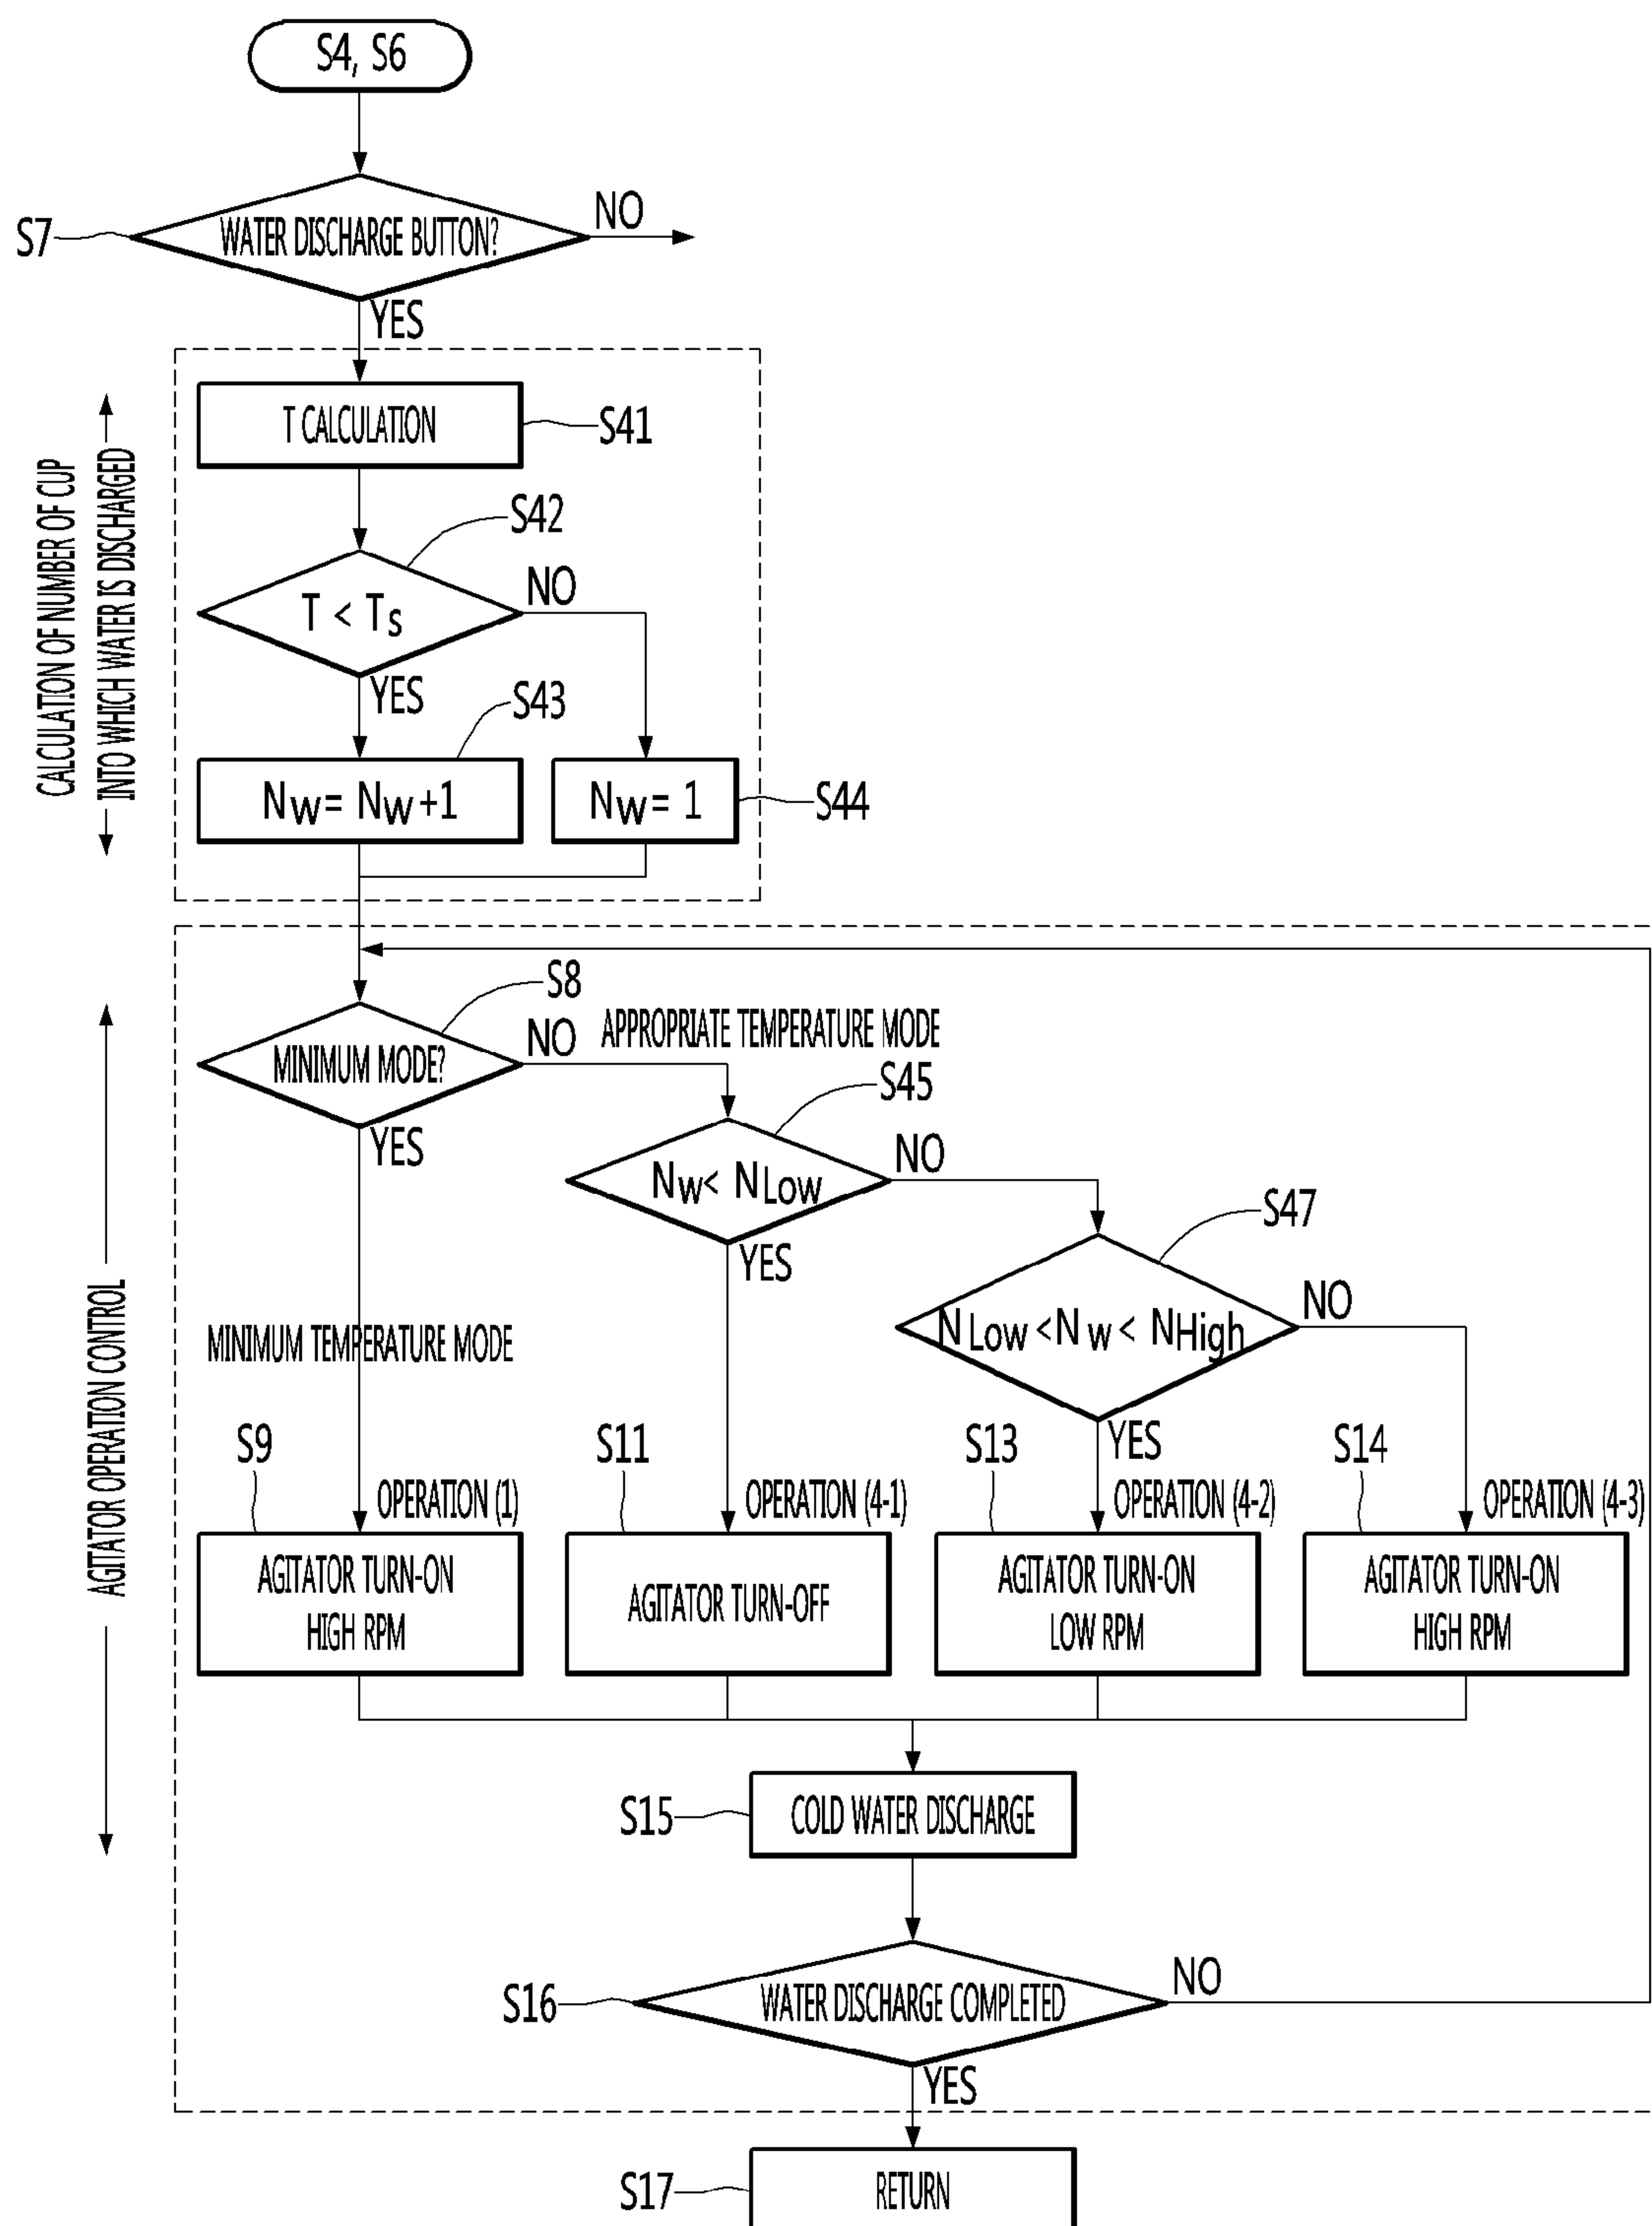 S4, S6
S7
WATER DISCHARGE BUTTON?
NO
YES
CALCULATION OF NUMBER OF CUP
INTO WHICH WATER IS DISCHARGED
T CALCULATION
S41
S42
T < Ts
NO
YES
S43
Nw= Nw+1
Nw= 1
S44
AGITATOR OPERATION CONTROL
S8
MINIMUM MODE?
NO
APPROPRIATE TEMPERATURE MODE
YES
S45
Nw< NLow
NO
YES
S47
NLow <Nw< NHigh
NO
YES
MINIMUM TEMPERATURE MODE
S9
OPERATION (1)
AGITATOR TURN-ON
HIGH RPM
S11
OPERATION (4-1)
AGITATOR TURN-OFF
S13
OPERATION (4-2)
AGITATOR TURN-ON
LOW RPM
S14
OPERATION (4-3)
AGITATOR TURN-ON
HIGH RPM
S15
COLD WATER DISCHARGE
S16
WATER DISCHARGE COMPLETED
NO
YES
S17
RETURN